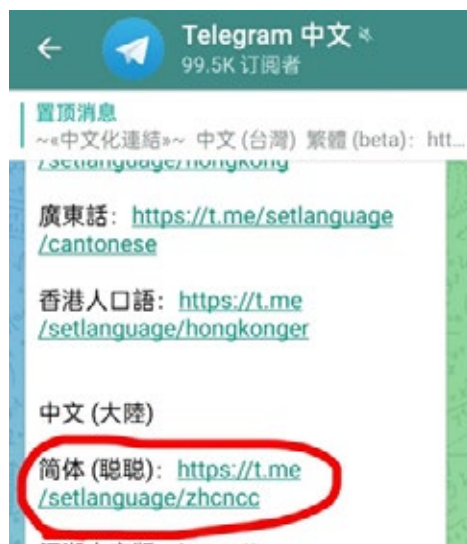 Telegram 中文
99.5K 订阅者
置顶消息
~«中文化連結»~ 中文 (台灣) 繁體 (beta): htt...
/setlanguage/hongkong
廣東話: https://t.me/setlanguage
/cantonese
香港人口語: https://t.me
/setlanguage/hongkonger
中文 (大陸)
简体 (聪聪): https://t.me
/setlanguage/zhcncc